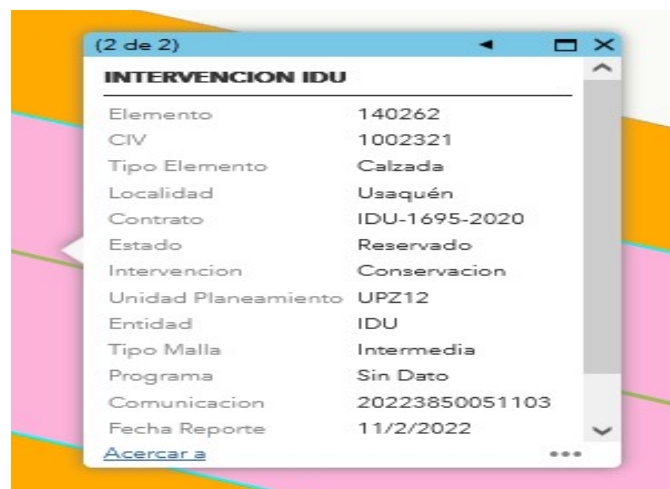 (2 de 2)
INTERVENCION IDU
Elemento 140262
CIV 1002321
Tipo Elemento Calzada
Localidad Usaquén
Contrato IDU-1695-2020
Estado Reservado
Intervencion Conservacion
Unidad Planeamiento UPZ12
Entidad IDU
Tipo Malla Intermedia
Programa Sin Dato
Comunicacion 20223850051103
Fecha Reporte 11/2/2022
Acercar a